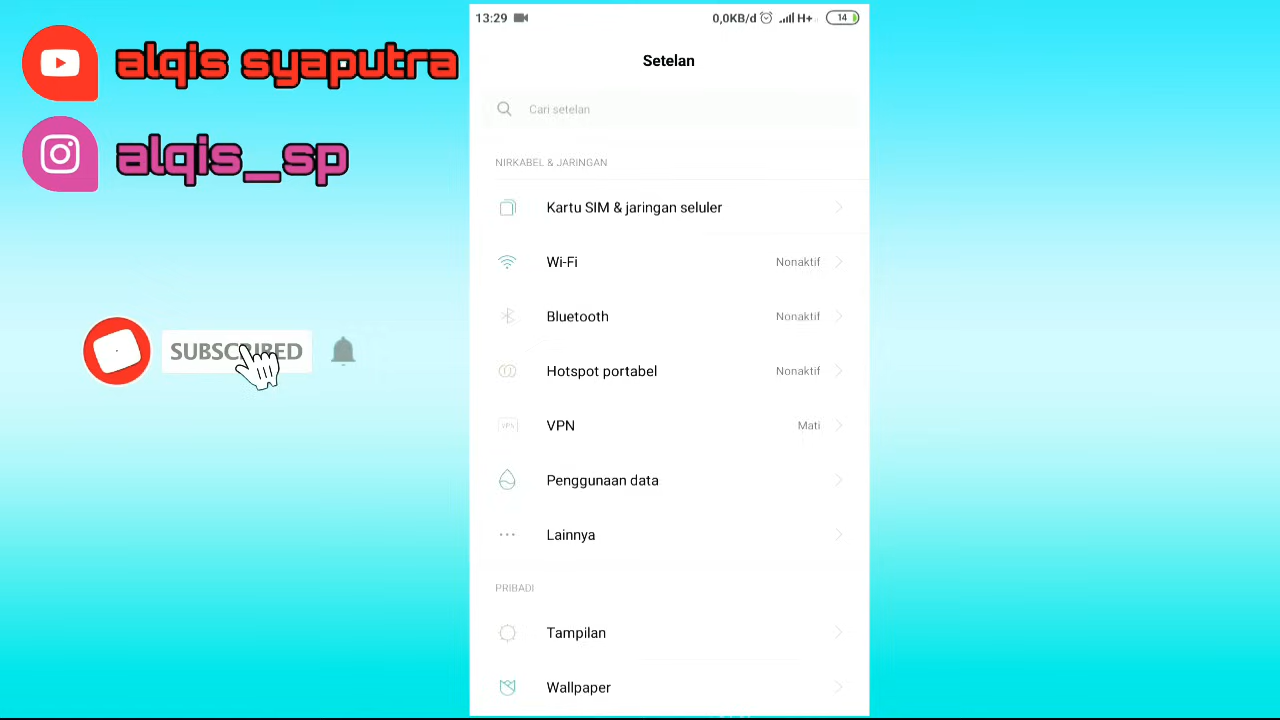 alqis syaputra
alqis_sp
SUBSCRIBED
13:29
0,0KB/d H+ 14
Setelan
Cari setelan
NIRKABEL & JARINGAN
Kartu SIM & jaringan seluler
Wi-Fi Nonaktif
Bluetooth Nonaktif
Hotspot portabel Nonaktif
VPN VPN Mati
Penggunaan data
Lainnya
PRIBADI
Tampilan
Wallpaper